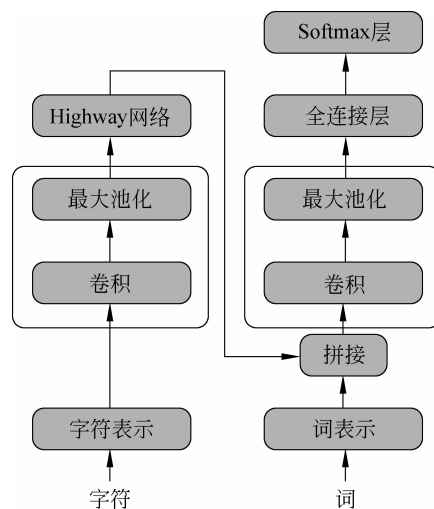 Softmax层
Highway网络
全连接层
最大池化
最大池化
卷积
卷积
拼接
字符表示
词表示
字符
词